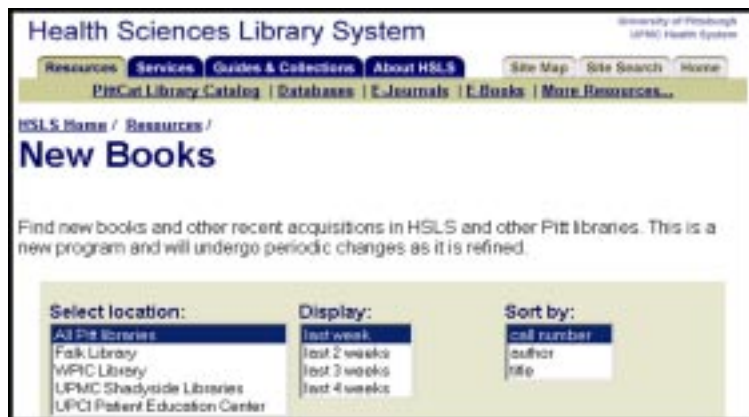 Health Sciences Library System
University of Pittsburgh
UPMC Health System
Resources Services Guides & Collections About HSLS Site Map Site Search Home
PittCat Library Catalog | Databases | E-Journals | E-Books | More Resources...
HSLS Home / Resources /
New Books
Find new books and other recent acquisitions in HSLS and other Pitt libraries. This is a
new program and will undergo periodic changes as it is refined.
Select location: Display: Sort by:
All Pitt libraries last week call number
Falk Library last 2 weeks author
WPIC Library last 3 weeks title
UPMC Shadyside Libraries last 4 weeks
UPCI Patient Education Center